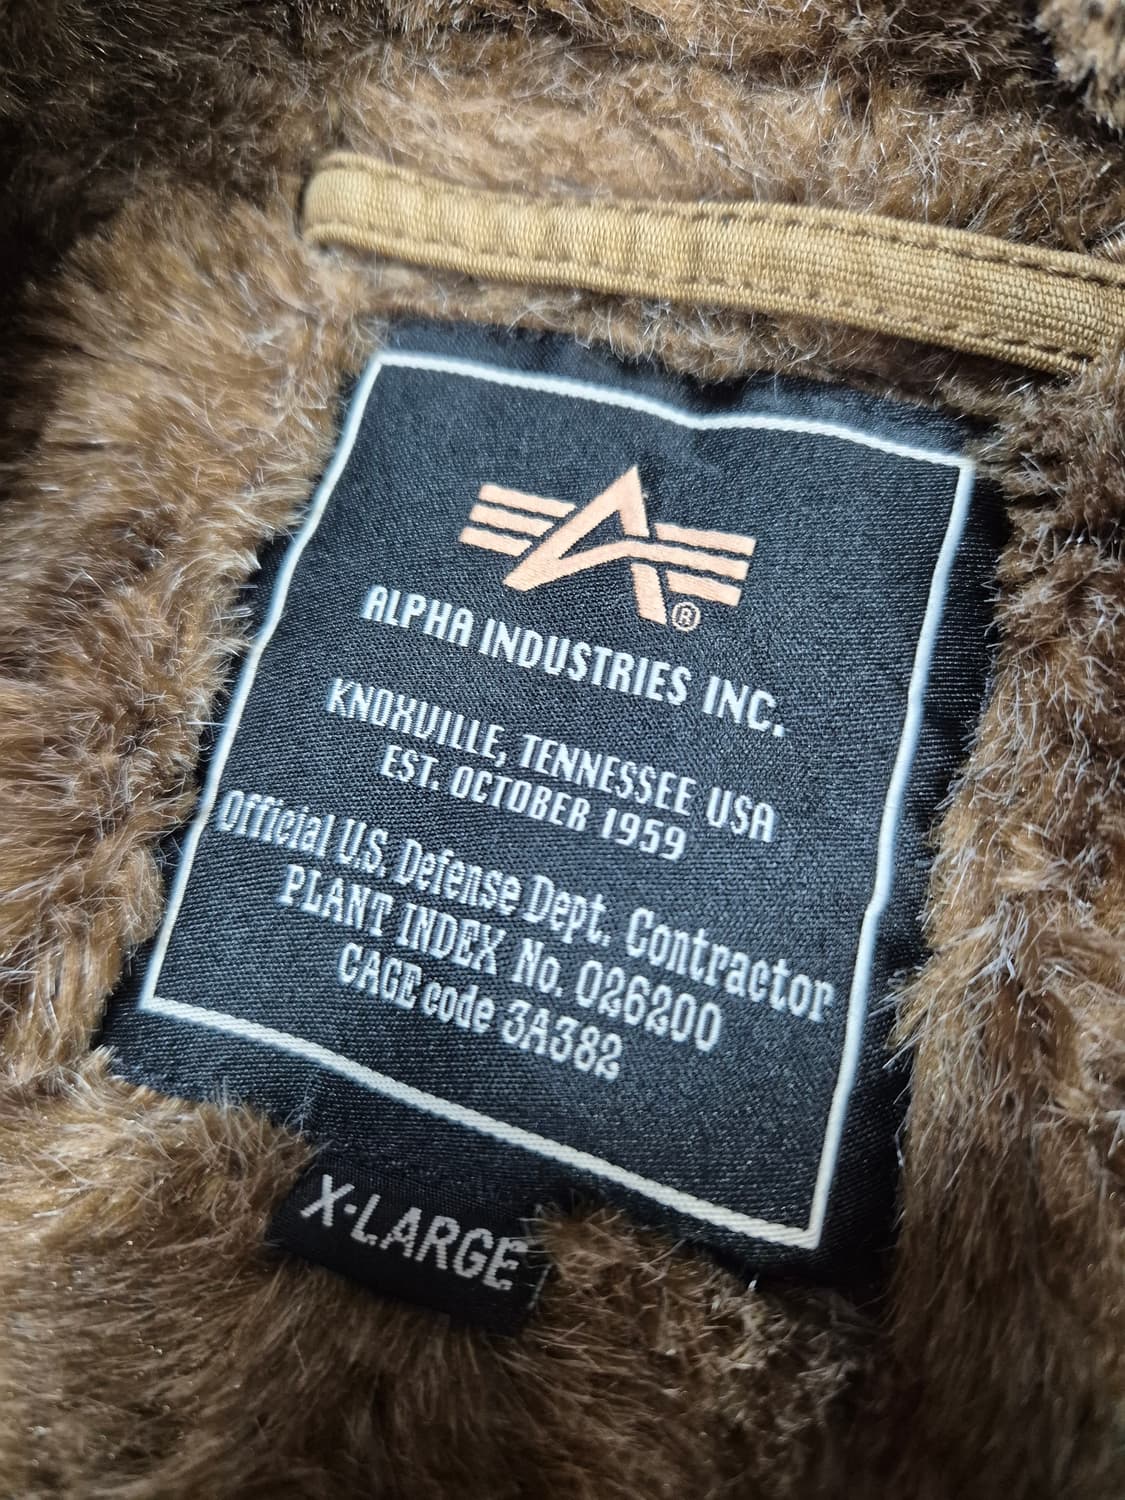 ®
ALPHA INDUSTRIES INC.
KNOXVILLE, TENNESSEE USA
EST. OCTOBER 1959
Official U.S. Defense Dept. Contractor
PLANT INDEX No. 026200
CAGE code 3A382
X-LARGE